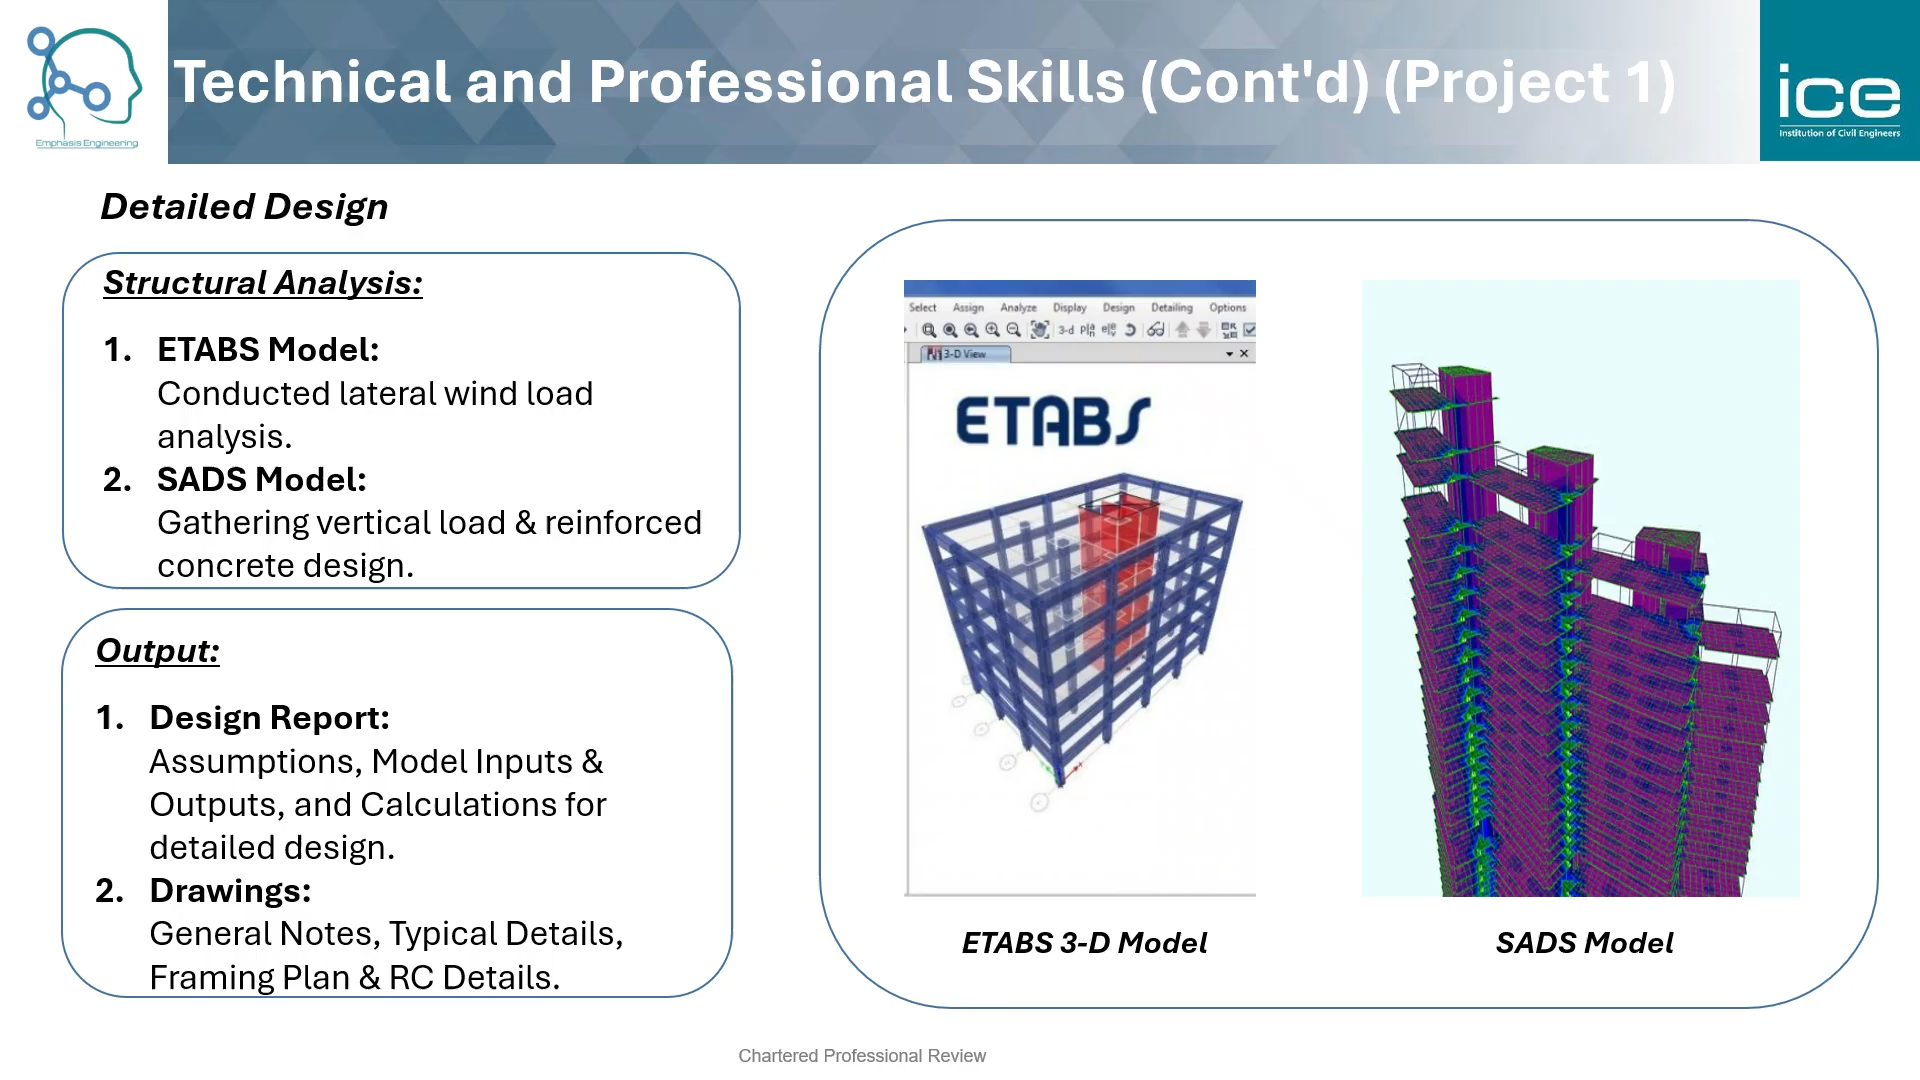 Technical and Professional Skills (Cont'd) (Project 1)
Emphasis Engineering
ice
Institution of Civil Engineers
Detailed Design
Structural Analysis:
1. ETABS Model:
Conducted lateral wind load
analysis.
2. SADS Model:
Gathering vertical load & reinforced
concrete design.
Output:
1. Design Report:
Assumptions, Model Inputs &
Outputs, and Calculations for
detailed design.
2. Drawings:
General Notes, Typical Details,
Framing Plan & RC Details.
Select Assign Analyze Display Design Detailing Options
3-d
3-D View
ETABS
ETABS 3-D Model
SADS Model
Chartered Professional Review